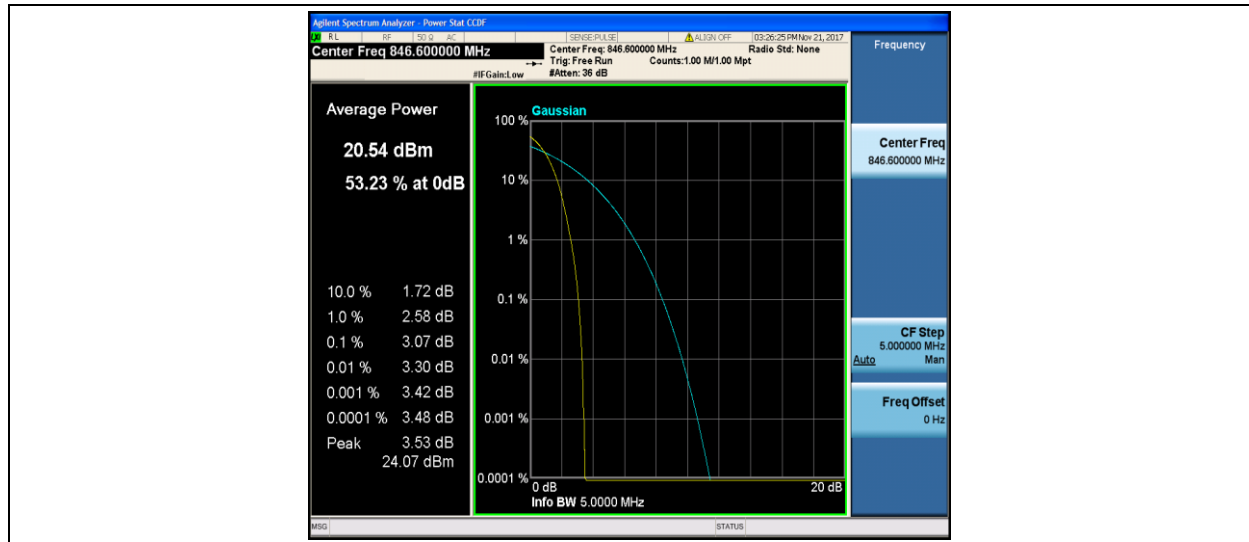 Agilent Spectrum Analyzer - Power Stat CCDF
RL RF 50 Ω AC SENSE:PULSE ALIGN OFF 03:26:25 PM Nov 21, 2017
Center Freq 846.600000 MHz
Center Freq: 846.600000 MHz Radio Std: None
Trig: Free Run Counts:1.00 M/1.00 Mpt
#IFGain:Low #Atten: 36 dB
Frequency
Average Power
20.54 dBm
53.23 % at 0dB
10.0 % 1.72 dB
1.0 % 2.58 dB
0.1 % 3.07 dB
0.01 % 3.30 dB
0.001 % 3.42 dB
0.0001 % 3.48 dB
Peak 3.53 dB
24.07 dBm
Gaussian
100 %
10 %
1 %
0.1 %
0.01 %
0.001 %
0.0001 %
0 dB 20 dB
Info BW 5.0000 MHz
Center Freq
846.600000 MHz
CF Step
5.000000 MHz
Auto Man
Freq Offset
0 Hz
MSG STATUS